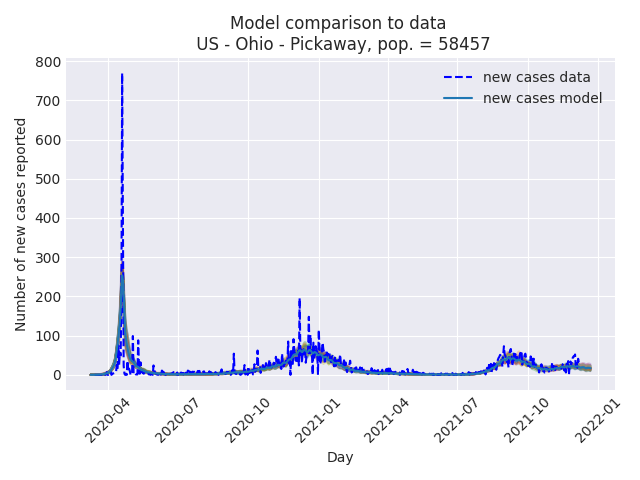 Model comparison to data
US - Ohio - Pickaway, pop. = 58457
new cases data
new cases model
Number of new cases reported
800
700
600
500
400
300
200
100
0
2020-04
2020-07
2020-10
2021-01
2021-04
2021-07
2021-10
2022-01
Day